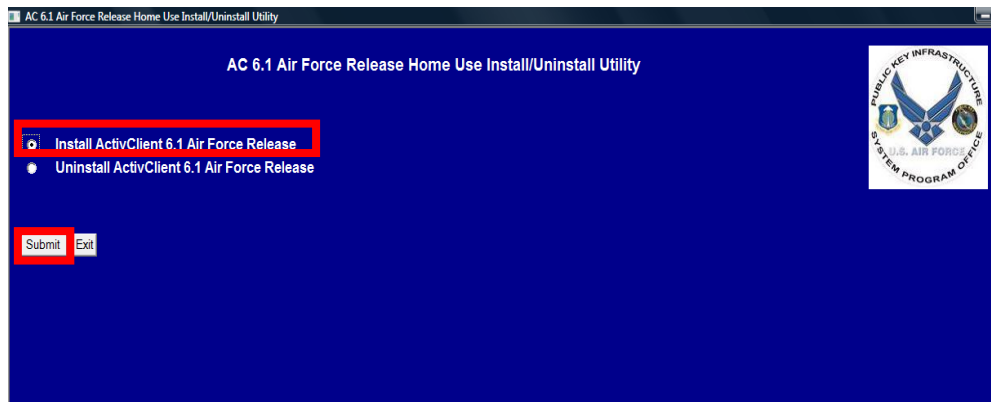 AC 6.1 Air Force Release Home Use Install/Uninstall Utility
AC 6.1 Air Force Release Home Use Install/Uninstall Utility
PUBLIC KEY INFRASTRUCTURE
U.S. AIR FORCE
SYSTEM PROGRAM OFFICE
Install ActivClient 6.1 Air Force Release
Uninstall ActivClient 6.1 Air Force Release
Submit Exit